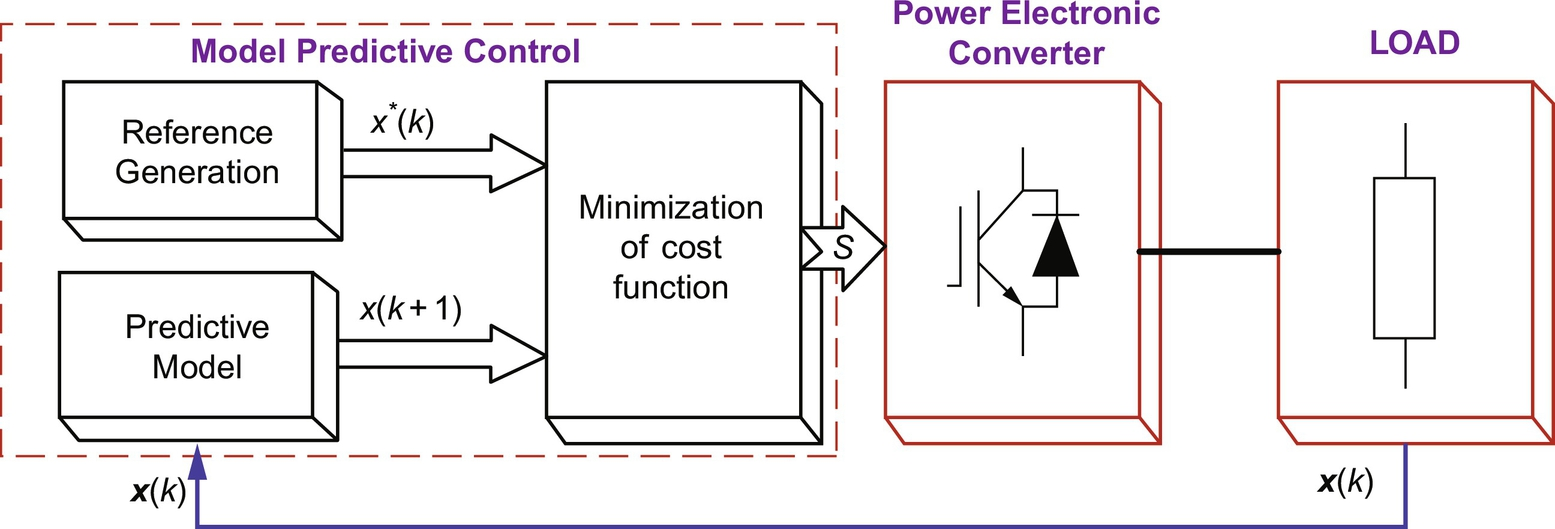 Model Predictive Control
Reference
Generation
x*(k)
Predictive
Model
x(k+1)
Minimization
of cost
function
S
Power Electronic
Converter
LOAD
x(k)
x(k)